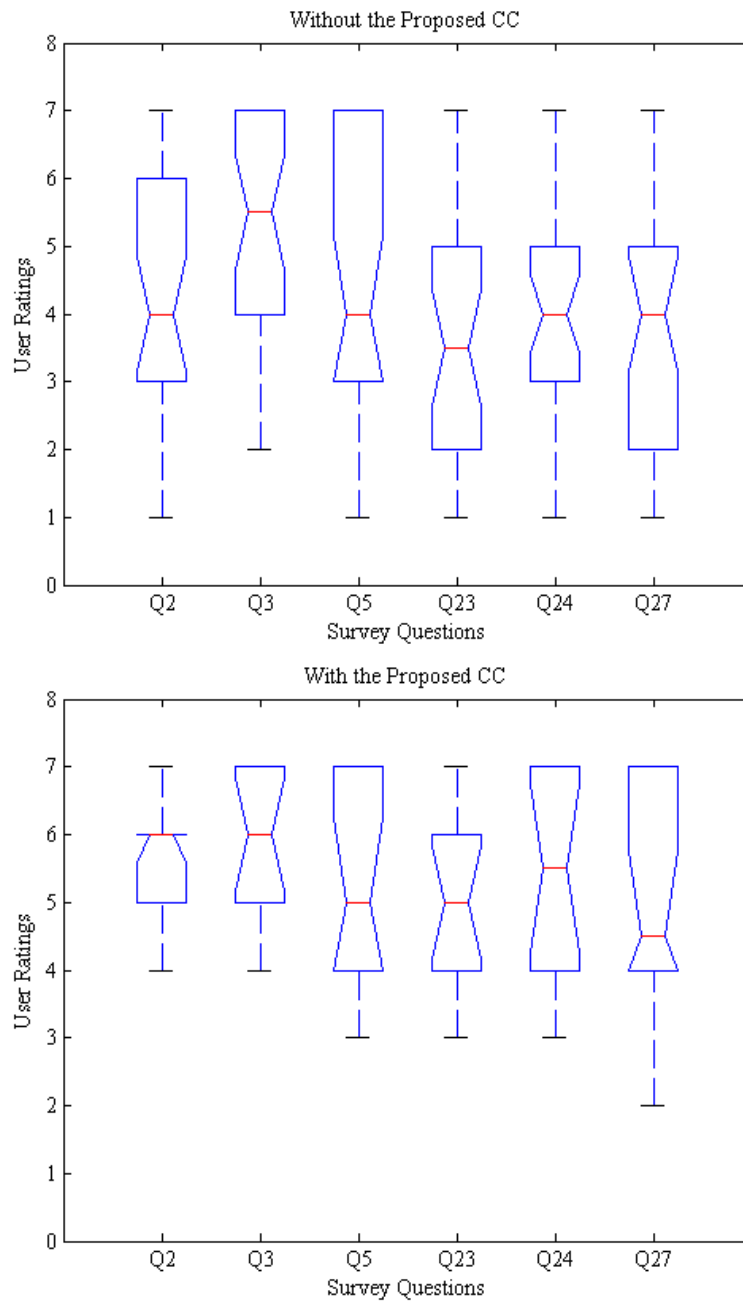 Without the Proposed CC
8
7
6
5
4
3
2
1
0
User Ratings
Q2 Q3 Q5 Q23 Q24 Q27
Survey Questions
With the Proposed CC
8
7
6
5
4
3
2
1
0
User Ratings
Q2 Q3 Q5 Q23 Q24 Q27
Survey Questions